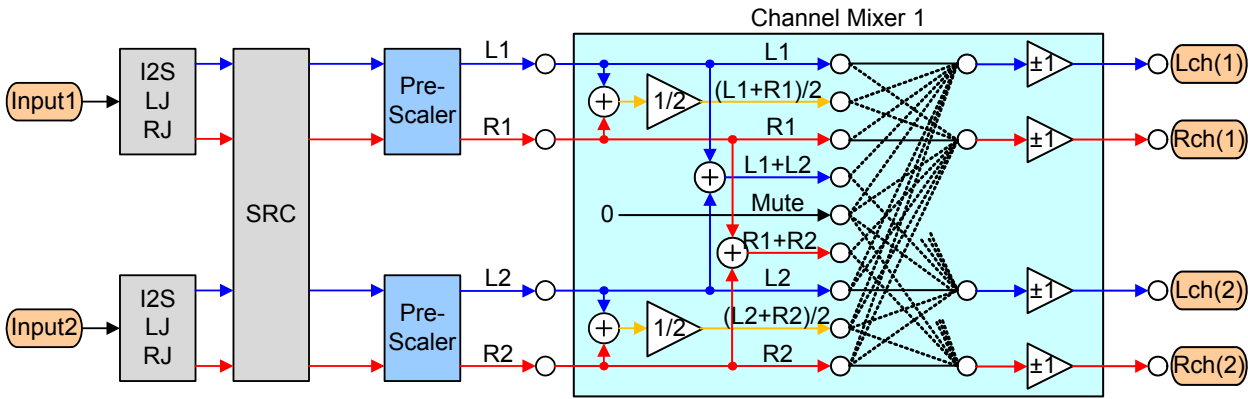 Channel Mixer 1
Input1
I2S
LJ
RJ
SRC
Pre-
Scaler
L1
R1
L1
1/2
(L1+R1)/2
R1
L1+L2
0
Mute
R1+R2
±1
Lch(1)
±1
Rch(1)
Input2
I2S
LJ
RJ
Pre-
Scaler
L2
R2
L2
1/2
(L2+R2)/2
R2
±1
Lch(2)
±1
Rch(2)